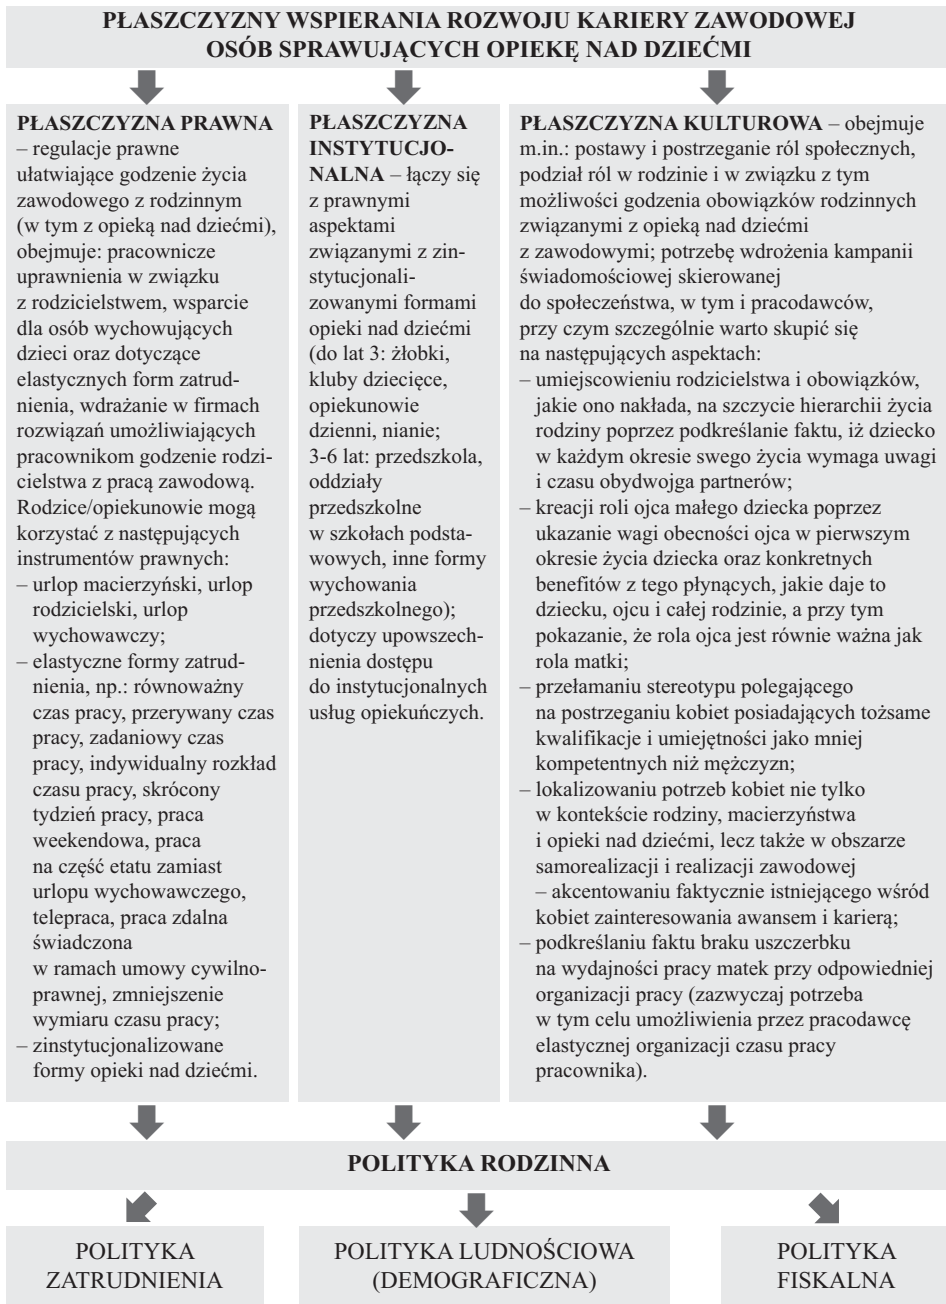 PŁASZCZYZNY WSPIERANIA ROZWOJU KARIERY ZAWODOWEJ
OSÓB SPRAWUJĄCYCH OPIEKĘ NAD DZIEĆMI
PŁASZCZYZNA PRAWNA
– regulacje prawne
ułatwiające godzenie życia
zawodowego z rodzinnym
(w tym z opieką nad dziećmi),
obejmuje: pracownicze
uprawnienia w związku
z rodzicielstwem, wsparcie
dla osób wychowujących
dzieci oraz dotyczące
elastycznych form zatrud-
nienia, wdrażanie w firmach
rozwiązań umożliwiających
pracownikom godzenie rodzi-
cielstwa z pracą zawodową.
Rodzice/opiekunowie mogą
korzystać z następujących
instrumentów prawnych:
– urlop macierzyński, urlop
rodzicielski, urlop
wychowawczy;
– elastyczne formy zatrud-
nienia, np.: równoważny
czas pracy, przerywany czas
pracy, zadaniowy czas
pracy, indywidualny rozkład
czasu pracy, skrócony
tydzień pracy, praca
weekendowa, praca
na część etatu zamiast
urlopu wychowawczego,
telepraca, praca zdalna
świadczona
w ramach umowy cywilno-
prawnej, zmniejszenie
wymiaru czasu pracy;
– zinstytucjonalizowane
formy opieki nad dziećmi.
PŁASZCZYZNA
INSTYTUCJO-
NALNA – łączy się
z prawnymi
aspektami
związanymi z zin-
stytucjonali-
zowanymi formami
opieki nad dziećmi
(do lat 3: żłobki,
kluby dziecięce,
opiekunowie
dzienni, nianie;
3-6 lat: przedszkola,
oddziały
przedszkolne
w szkołach podsta-
wowych, inne formy
wychowania
przedszkolnego);
dotyczy upowszech-
nienia dostępu
do instytucjonalnych
usług opiekuńczych.
PŁASZCZYZNA KULTUROWA – obejmuje
m.in.: postawy i postrzeganie ról społecznych,
podział ról w rodzinie i w związku z tym
możliwości godzenia obowiązków rodzinnych
związanymi z opieką nad dziećmi
z zawodowymi; potrzebę wdrożenia kampanii
świadomościowej skierowanej
do społeczeństwa, w tym i pracodawców,
przy czym szczególnie warto skupić się
na następujących aspektach:
– umiejscowieniu rodzicielstwa i obowiązków,
jakie ono nakłada, na szczycie hierarchii życia
rodziny poprzez podkreślanie faktu, iż dziecko
w każdym okresie swego życia wymaga uwagi
i czasu obydwojga partnerów;
– kreacji roli ojca małego dziecka poprzez
ukazanie wagi obecności ojca w pierwszym
okresie życia dziecka oraz konkretnych
benefitów z tego płynących, jakie daje to
dziecku, ojcu i całej rodzinie, a przy tym
pokazanie, że rola ojca jest równie ważna jak
rola matki;
– przełamaniu stereotypu polegającego
na postrzeganiu kobiet posiadających tożsame
kwalifikacje i umiejętności jako mniej
kompetentnych niż mężczyzn;
– lokalizowaniu potrzeb kobiet nie tylko
w kontekście rodziny, macierzyństwa
i opieki nad dziećmi, lecz także w obszarze
samorealizacji i realizacji zawodowej
– akcentowaniu faktycznie istniejącego wśród
kobiet zainteresowania awansem i karierą;
– podkreślaniu faktu braku uszczerbku
na wydajności pracy matek przy odpowiedniej
organizacji pracy (zazwyczaj potrzeba
w tym celu umożliwienia przez pracodawcę
elastycznej organizacji czasu pracy
pracownika).
POLITYKA RODZINNA
POLITYKA
ZATRUDNIENIA
POLITYKA LUDNOŚCIOWA
(DEMOGRAFICZNA)
POLITYKA
FISKALNA